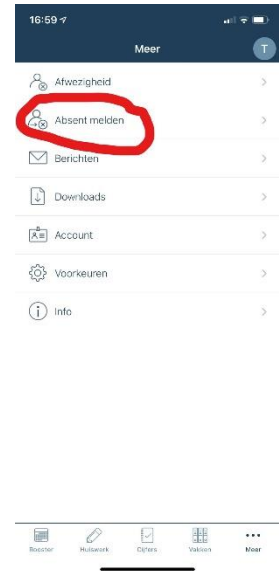 16:59
Meer
T
Afwezigheid
Absent melden
Berichten
Downloads
Account
Voorkeuren
Info
Rooster Huiswerk Cijfers Vakken Meer